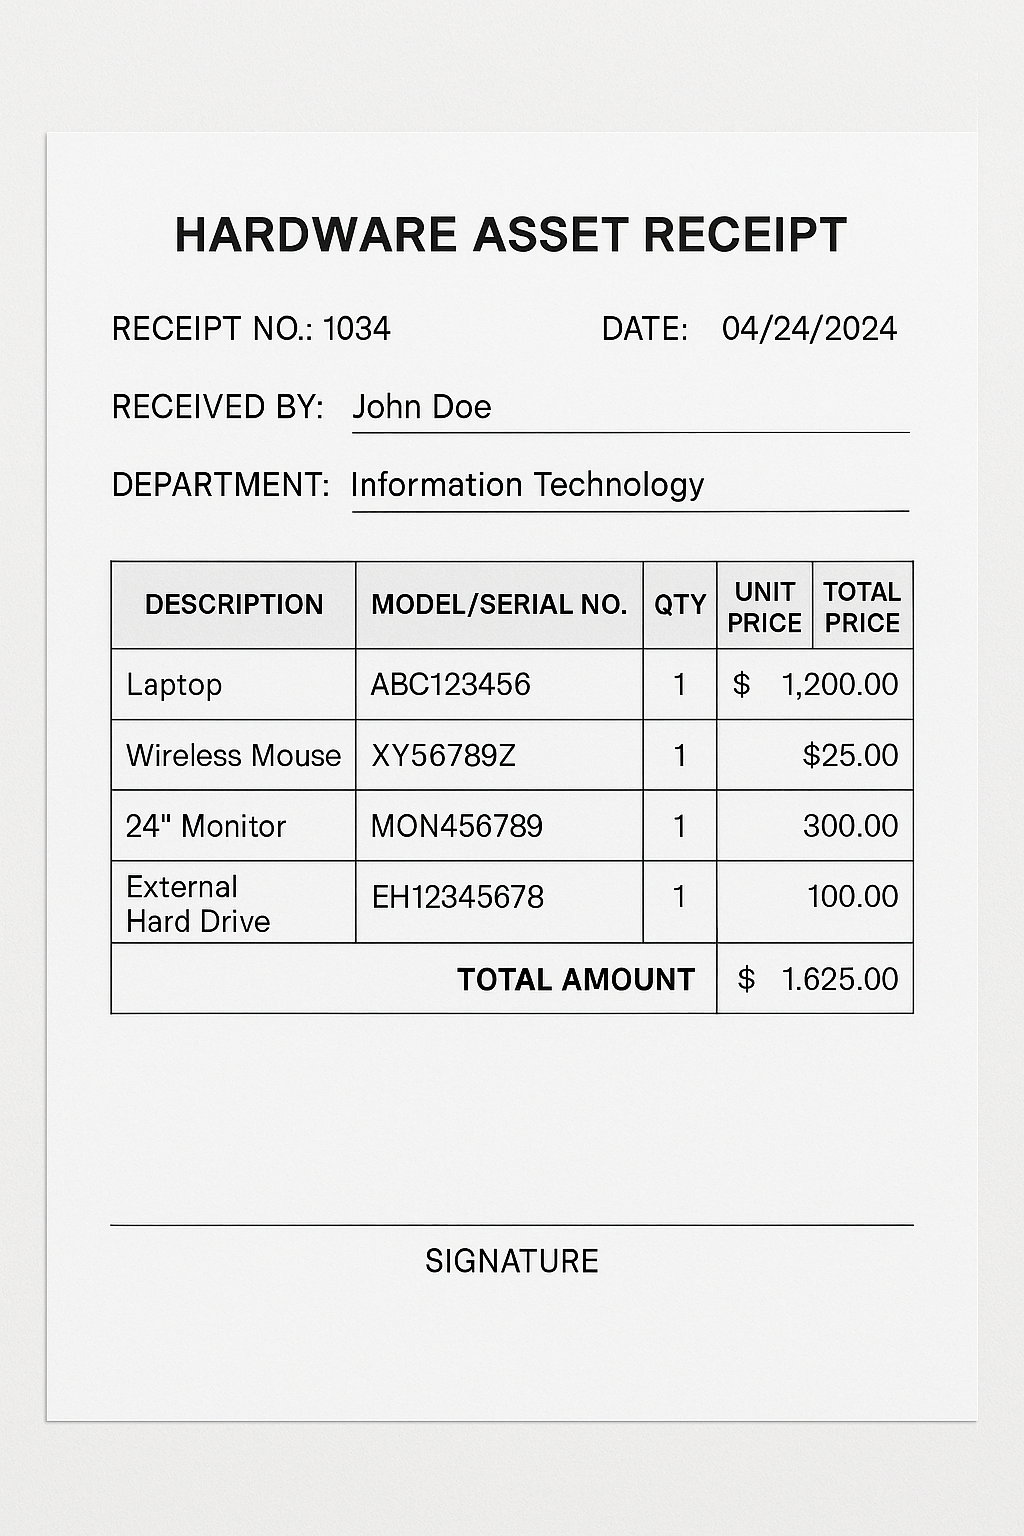 HARDWARE ASSET RECEIPT
RECEIPT NO.: 1034 DATE: 04/24/2024
RECEIVED BY: John Doe
DEPARTMENT: Information Technology
DESCRIPTION MODEL/SERIAL NO. QTY UNIT PRICE TOTAL PRICE
Laptop ABC123456 1 $ 1,200.00
Wireless Mouse XY56789Z 1 $25.00
24" Monitor MON456789 1 300.00
External Hard Drive EH12345678 1 100.00
TOTAL AMOUNT $ 1.625.00
SIGNATURE